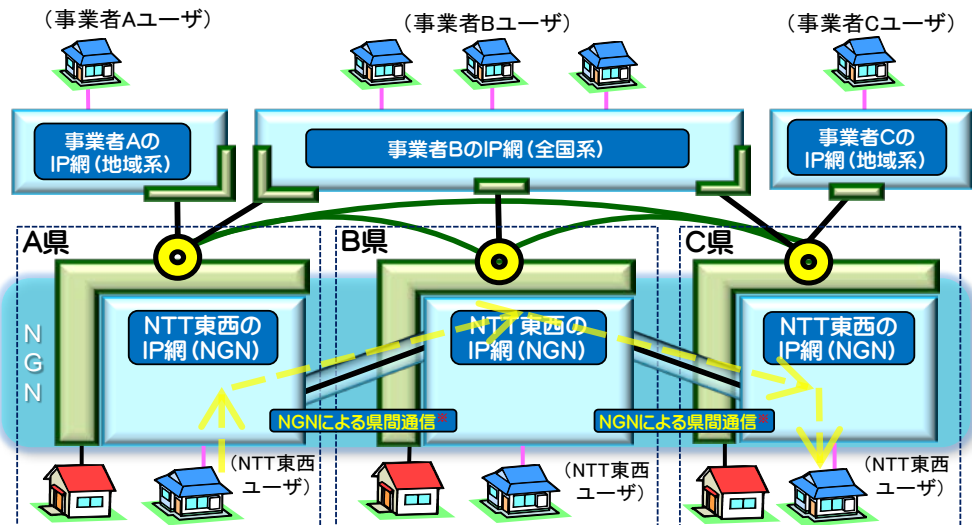 (事業者Aユーザ)
(事業者Bユーザ)
(事業者Cユーザ)
事業者Aの
IP網(地域系)
事業者BのIP網(全国系)
事業者Cの
IP網(地域系)
A県
B県
C県
NGN
NTT東西の
IP網(NGN)
NTT東西の
IP網(NGN)
NTT東西の
IP網(NGN)
NGNによる県間通信※
NGNによる県間通信※
(NTT東西
ユーザ)
(NTT東西
ユーザ)
(NTT東西
ユーザ)